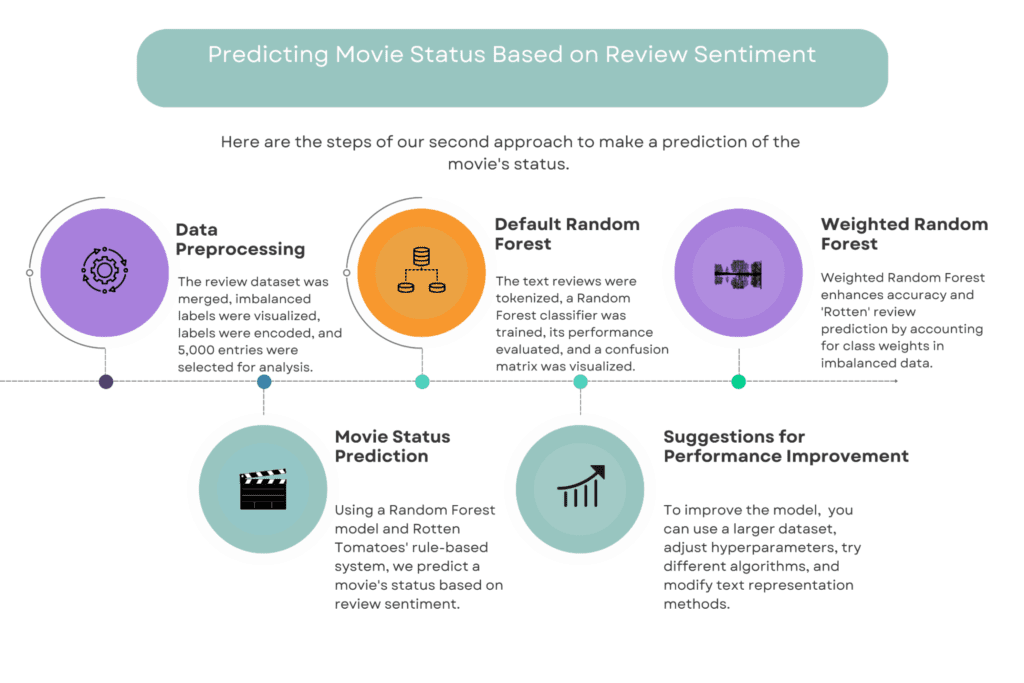 Predicting Movie Status Based on Review Sentiment
Here are the steps of our second approach to make a prediction of the
movie's status.
Data
Preprocessing
The review dataset was
merged, imbalanced
labels were visualized,
labels were encoded, and
5,000 entries were
selected for analysis.
Default Random
Forest
The text reviews were
tokenized, a Random
Forest classifier was
trained, its performance
evaluated, and a confusion
matrix was visualized.
Weighted Random
Forest
Weighted Random Forest
enhances accuracy and
'Rotten' review
prediction by accounting
for class weights in
imbalanced data.
Movie Status
Prediction
Using a Random Forest
model and Rotten
Tomatoes' rule-based
system, we predict a
movie's status based on
review sentiment.
Suggestions for
Performance Improvement
To improve the model,  you
can use a larger dataset,
adjust hyperparameters, try
different algorithms, and
modify text representation
methods.